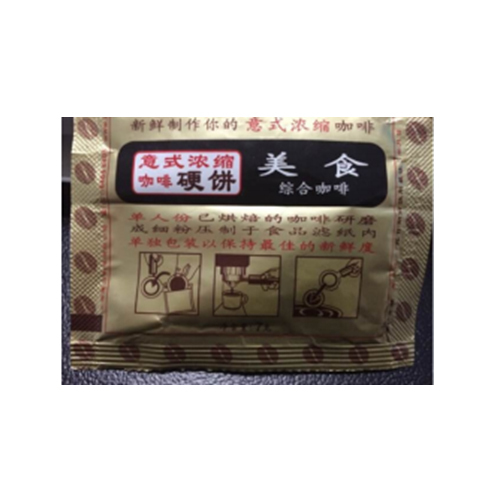 新鲜制作你的意式浓缩咖啡
意式浓缩
咖啡硬饼
美食
综合咖啡
单人份已烘焙的咖啡研磨
成细粉压制于食品滤纸内
单独包装以保持最佳的新鲜度